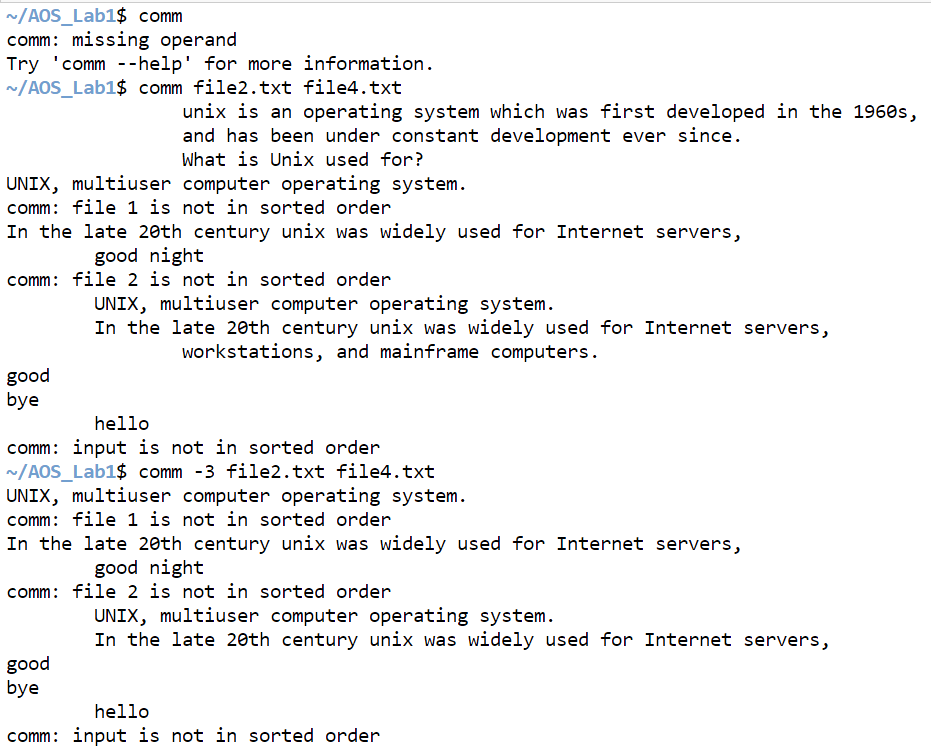 ~/AOS_Lab1$ comm
comm: missing operand
Try 'comm --help' for more information.
~/AOS_Lab1$ comm file2.txt file4.txt
                unix is an operating system which was first developed in the 1960s,
                and has been under constant development ever since.
                What is Unix used for?
UNIX, multiuser computer operating system.
comm: file 1 is not in sorted order
In the late 20th century unix was widely used for Internet servers,
        good night
comm: file 2 is not in sorted order
        UNIX, multiuser computer operating system.
        In the late 20th century unix was widely used for Internet servers,
                workstations, and mainframe computers.
good
bye
        hello
comm: input is not in sorted order
~/AOS_Lab1$ comm -3 file2.txt file4.txt
UNIX, multiuser computer operating system.
comm: file 1 is not in sorted order
In the late 20th century unix was widely used for Internet servers,
        good night
comm: file 2 is not in sorted order
        UNIX, multiuser computer operating system.
        In the late 20th century unix was widely used for Internet servers,
good
bye
        hello
comm: input is not in sorted order